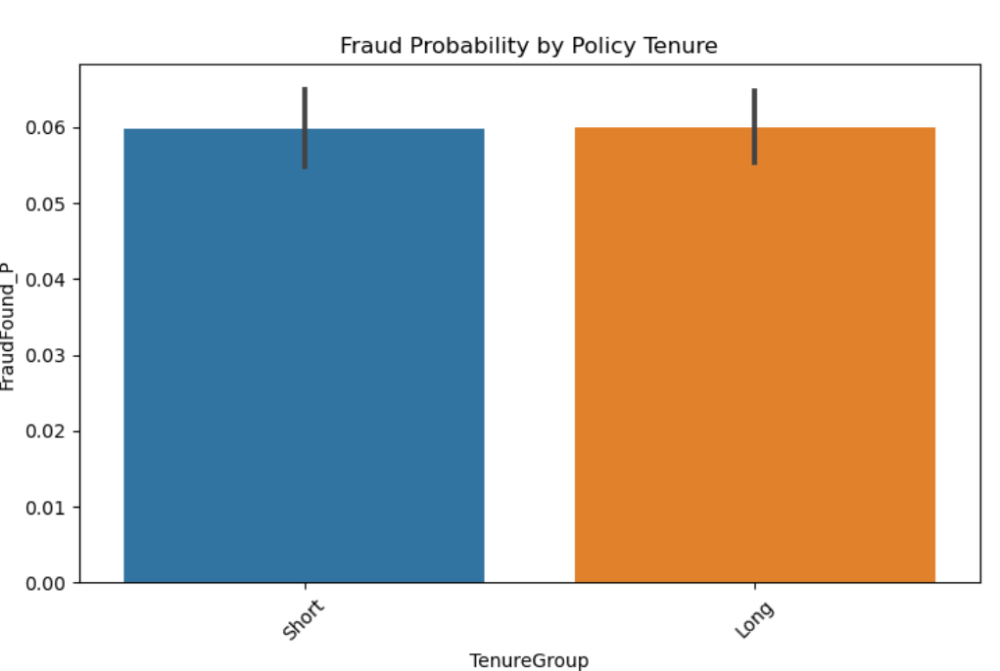 Fraud Probability by Policy Tenure
FraudFound_P
0.06
0.05
0.04
0.03
0.02
0.01
0.00
Short
Long
TenureGroup